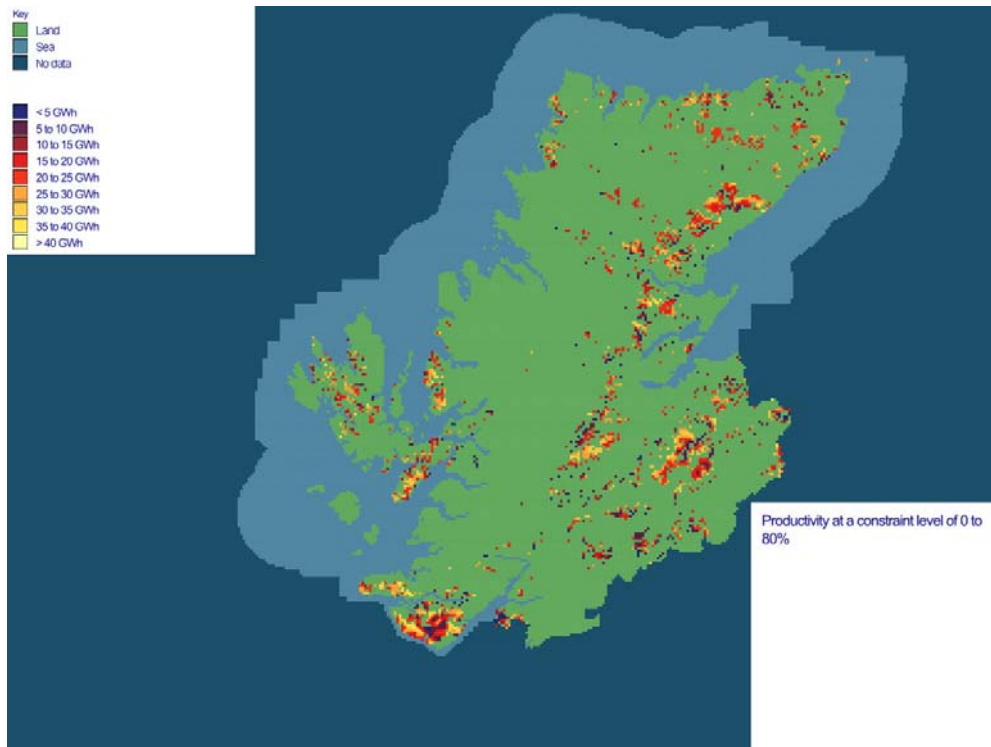 Key
Land
Sea
No data
< 5 GWh
5 to 10 GWh
10 to 15 GWh
15 to 20 GWh
20 to 25 GWh
25 to 30 GWh
30 to 35 GWh
35 to 40 GWh
> 40 GWh
Productivity at a constraint level of 0 to
80%